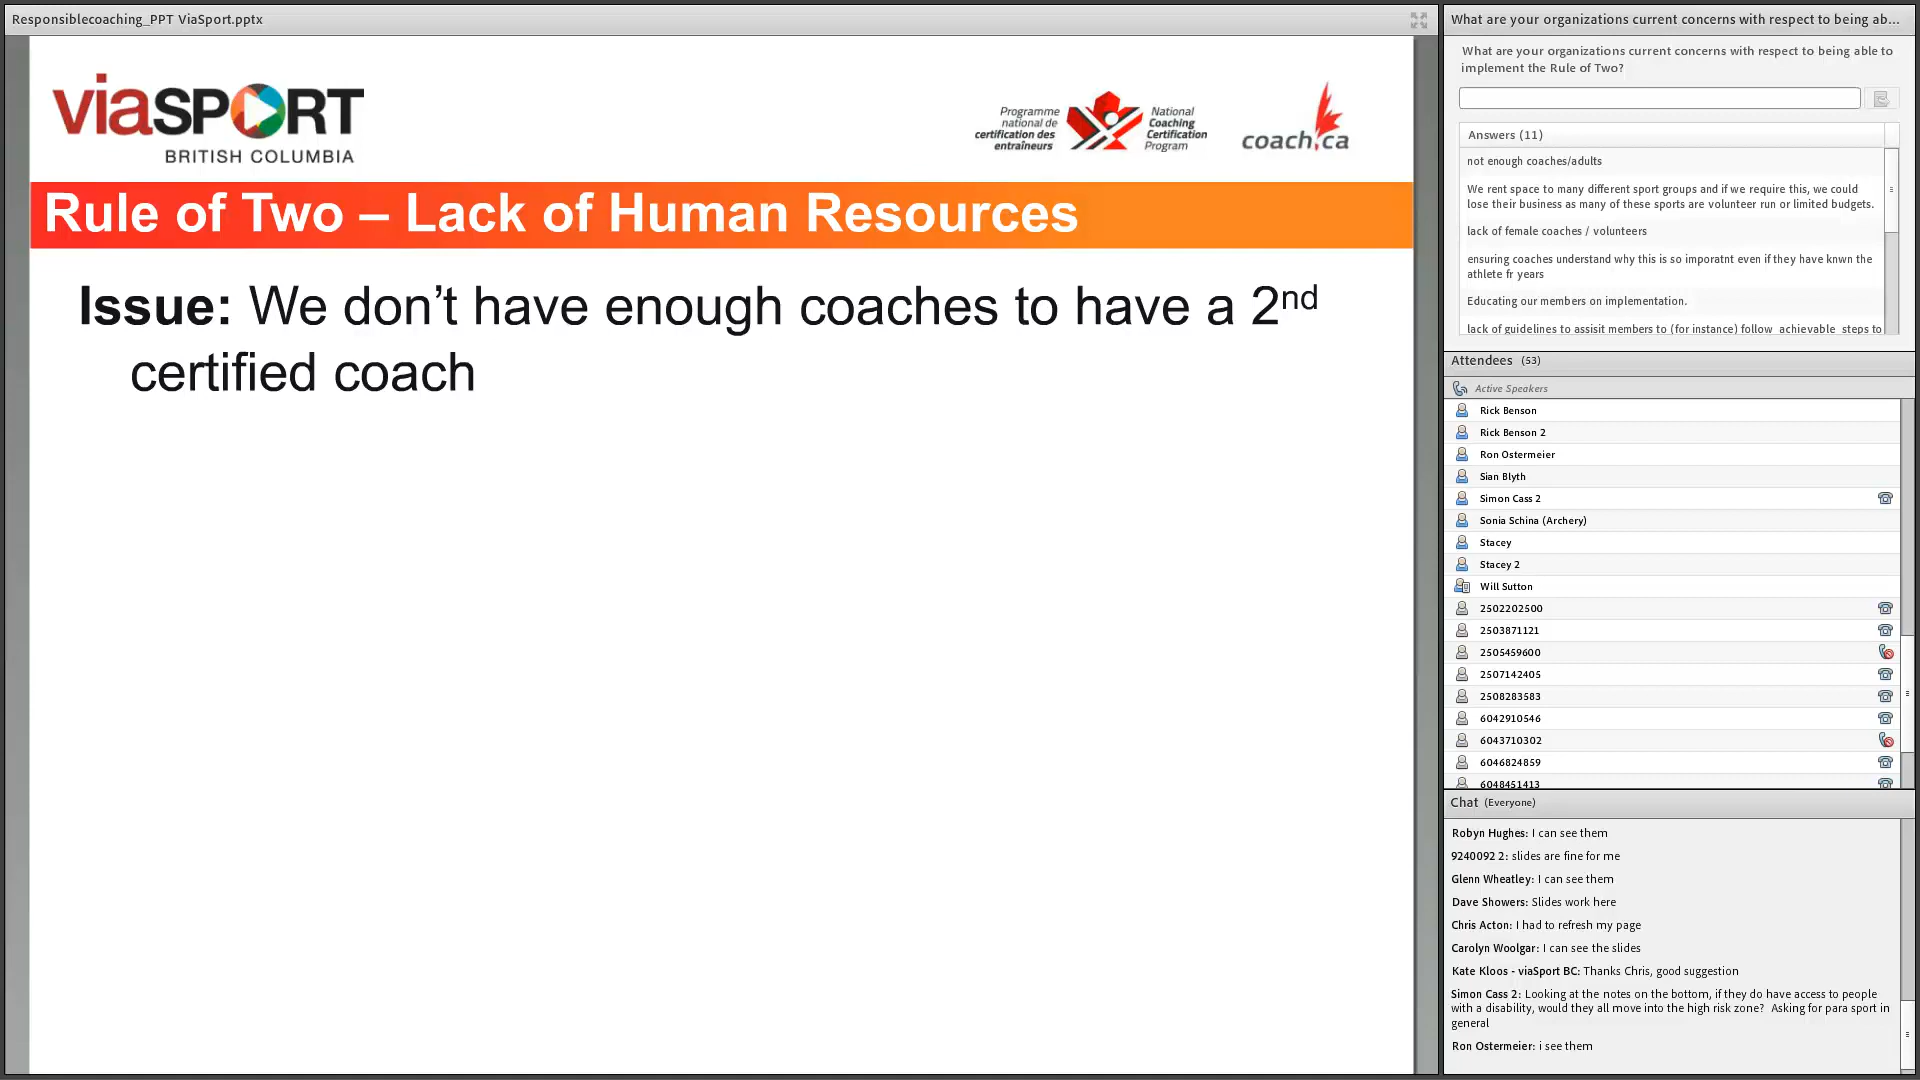 Responsiblecoaching_PPT ViaSport.pptx
viaSPORT
BRITISH COLUMBIA
Programme
national de
certification des
entraîneurs
National
Coaching
Certification
Program
coach.ca
Rule of Two – Lack of Human Resources
Issue: We don’t have enough coaches to have a 2nd
certified coach
What are your organizations current concerns with respect to being ab...
What are your organizations current concerns with respect to being able to
implement the Rule of Two?
Answers (11)
not enough coaches/adults
We rent space to many different sport groups and if we require this, we could
lose their business as many of these sports are volunteer run or limited budgets.
lack of female coaches / volunteers
ensuring coaches understand why this is so imporatnt even if they have knwn the
athlete fr years
Educating our members on implementation.
lack of guidelines to assisit members to (for instance) follow achievable steps to
Attendees (53)
Active Speakers
Rick Benson
Rick Benson 2
Ron Ostermeier
Sian Blyth
Simon Cass 2
Sonia Schina (Archery)
Stacey
Stacey 2
Will Sutton
2502202500
2503871121
2505459600
2507142405
2508283583
6042910546
6043710302
6046824859
6048451413
Chat (Everyone)
Robyn Hughes: I can see them
9240092 2: slides are fine for me
Glenn Wheatley: I can see them
Dave Showers: Slides work here
Chris Acton: I had to refresh my page
Carolyn Woolgar: I can see the slides
Kate Kloos - viaSport BC: Thanks Chris, good suggestion
Simon Cass 2: Looking at the notes on the bottom, if they do have access to people
with a disability, would they all move into the high risk zone?  Asking for para sport in
general
Ron Ostermeier: i see them